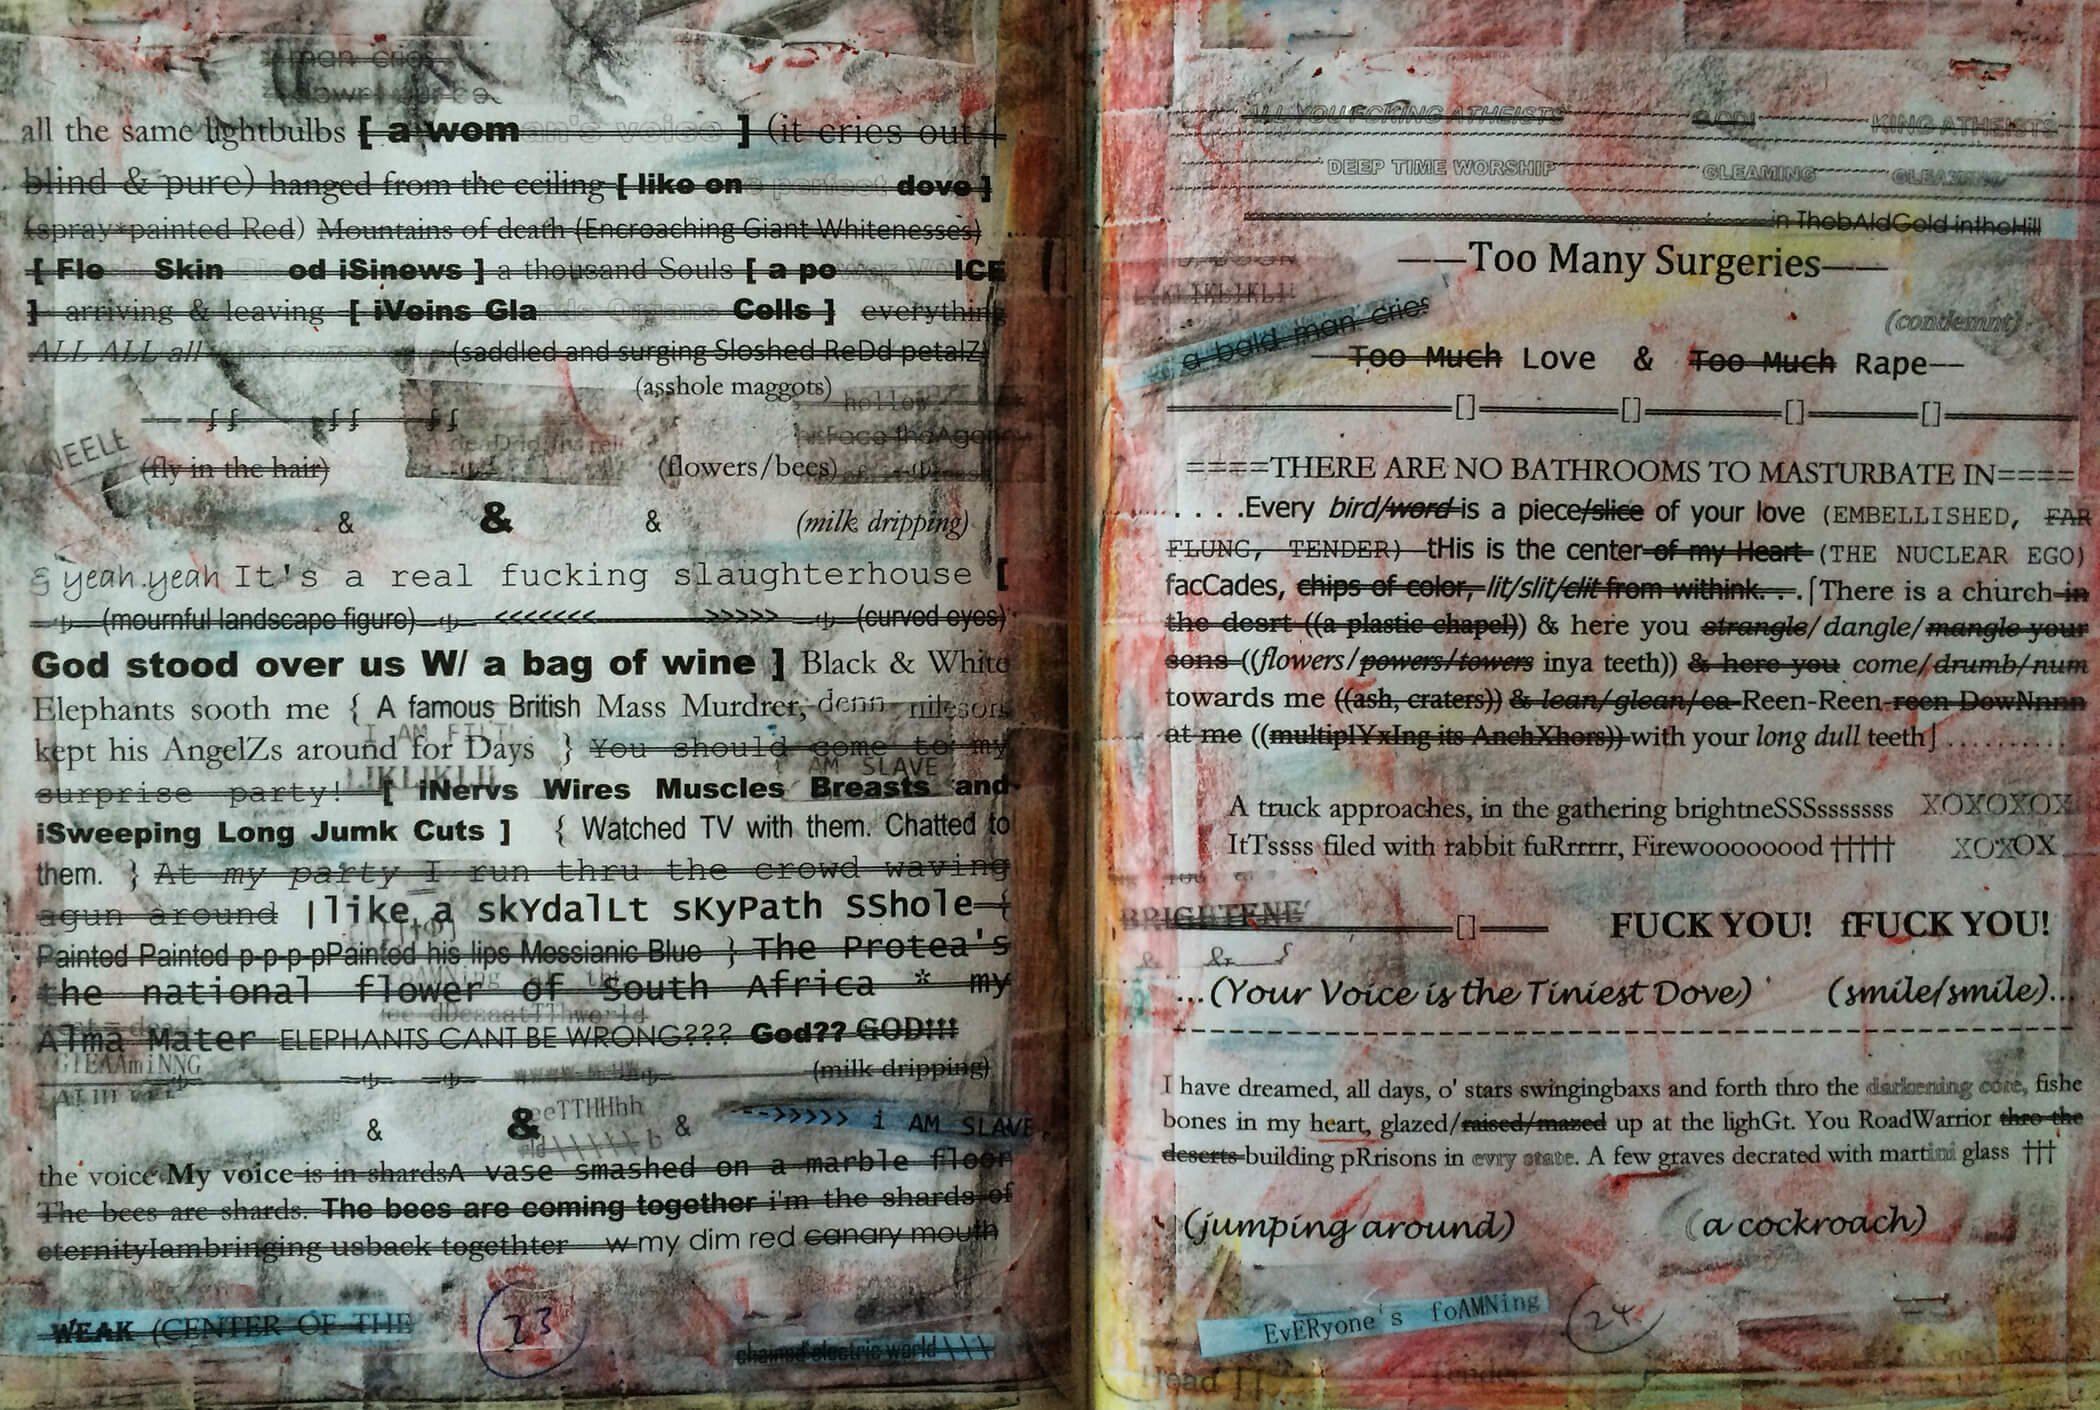 man cries
all the same lightbulbs [ a woman's voice ] (it cries out
blind & pure) hanged from the ceiling [ like one perfect dove ]
(spray*painted Red) Mountains of death (Encroaching Giant Whitenesses)
[ Fle Skin od iSinews ] a thousand Souls [ a po ICE
] arriving & leaving [ iVeins Glands Organs Cells ] everything
ALL ALL all (saddled and surging Sloshed ReDd petalZ)
(asshole maggots)
hollow
ff ff ff
KNEELE
(fly in the hair) (flowers/bees)
& & & (milk dripping)
& yeah.yeah It's a real fucking slaughterhouse [
(mournful landscape figure) <<<<<<< >>>>> (curved eyes)
God stood over us W/ a bag of wine ] Black & White
Elephants sooth me { A famous British Mass Murdrer, denn nileson
kept his AngelZs around for Days } You should come to my
AM SLAVE
surprise party! [ iNervs Wires Muscles Breasts and
iSweeping Long Jumk Cuts ] { Watched TV with them. Chatted to
them. } At my party I run thru the crowd waving
agun around |like a skYdalLt sKyPath SShole {
Painted Painted p-p-p-pPainted his lips Messianic Blue } The Protea's
the national flower of South Africa * my
Alma Mater ELEPHANTS CANT BE WRONG??? God?? GOD!!!
GlEAAmiNNG
(milk dripping)
eeTTHHhh
& & & -->>>>> i AM SLAVE
the voice My voice is in shardsA vase smashed on a marble floor
The bees are shards. The bees are coming together i'm the shards of
eternityIambringing usback togethter w my dim red canary mouth
WEAK (CENTER OF THE
23
chained electric world \ \ \
ALL YOU FCKING ATHEISTS GOD! KING ATHEISTS
DEEP TIME WORSHIP GLEAMING GLEAMING
in ThebAldGold intheHill
——Too Many Surgeries——
LIKLIKLIKLII
a bald man cries
(condemnt)
—Too Much Love & Too Much Rape—
[] [] [] []
====THERE ARE NO BATHROOMS TO MASTURBATE IN====
. . . .Every bird/word is a piece/slice of your love (EMBELLISHED, FAR
FLUNG, TENDER) tHis is the center of my Heart (THE NUCLEAR EGO)
facCades, chips of color, lit/slit/clit from withink. . .⌈There is a church in
the desrt ((a plastic chapel)) & here you strangle/dangle/mangle your
sons ((flowers/powers/towers inya teeth)) & here you come/drumb/num
towards me ((ash, craters)) & lean/glean/ea Reen-Reen-reen DowNnnn
at me ((multiplYxIng its AnchXhors)) with your long dull teeth⌋ ..........
A truck approaches, in the gathering brightneSSSssssssss XOXOXOX
ItTssss filed with rabbit fuRrrrrr, Firewoooooood ††††† XOXOX
BRIGHTENE
[] FUCK YOU! fFUCK YOU!
...(Your Voice is the Tiniest Dove) (smile/smile)...
I have dreamed, all days, o' stars swingingbaxs and forth thro the darkening core, fishe
bones in my heart, glazed/raised/mazed up at the lighGt. You RoadWarrior thro the
deserts building pRrisons in evry state. A few graves decrated with martini glass †††
(jumping around) (a cockroach)
EvERyone's foAMNing
24
Head [ ]